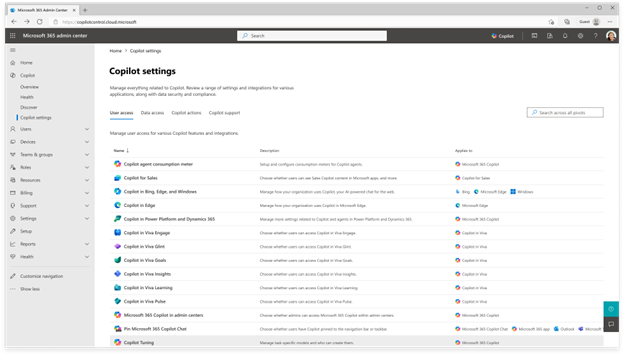 Microsoft 365 admin center
https://copilotcontrol.cloud.microsoft
Guest
Microsoft 365 admin center
Search
Copilot
Home
Copilot
Overview
Health
Discover
Copilot settings
Users
Devices
Teams & groups
Roles
Resources
Billing
Support
Settings
Setup
Reports
Health
Customize navigation
Show less
Home > Copilot settings
Copilot settings
Manage everything related to Copilot. Review a range of settings and integrations for various
applications, along with data security and compliance.
User access Data access Copilot actions Copilot support
Search across all pivots
Manage user access for various Copilot features and integrations.
Name ↓ Description Applies to
Copilot agent consumption meter Setup and configure consumption meters for Copilot agents. Microsoft 365 Copilot
Copilot for Sales Choose whether users can see Sales Copilot content in Microsoft apps, and more. Copilot for Sales
Copilot in Bing, Edge, and Windows Manage how your organization uses Copilot, your AI-powered chat for the web. Bing Microsoft Edge Windows
Copilot in Edge Manage how your organization uses Copilot in Microsoft Edge. Microsoft Edge
Copilot in Power Platform and Dynamics 365 Manage more settings related to Copilot and agents in Power Platform and Dynamics 365. Microsoft 365 Copilot
Copilot in Viva Engage Choose whether users can access Copilot in Viva Engage. Copilot in Viva
Copilot in Viva Glint Choose whether users can access Copilot in Viva Glint. Copilot in Viva
Copilot in Viva Goals Choose whether users can access Copilot in Viva Goals. Copilot in Viva
Copilot in Viva Insights Choose whether users can access Copilot in Viva Insights. Copilot in Viva
Copilot in Viva Learning Choose whether users can access Copilot in Viva Learning. Copilot in Viva
Copilot in Viva Pulse Choose whether users can access Copilot in Viva Pulse. Copilot in Viva
Microsoft 365 Copilot in admin centers Choose whether admins can access Microsoft 365 Copilot within admin centers. Microsoft 365 Copilot
Pin Microsoft 365 Copilot Chat Choose whether users have Copilot pinned to the navigation bar or taskbar. Microsoft 365 Copilot Chat Microsoft 365 app Outlook Microsoft
Copilot Tuning Manage task-specific models and who can create them. Microsoft 365 Copilot